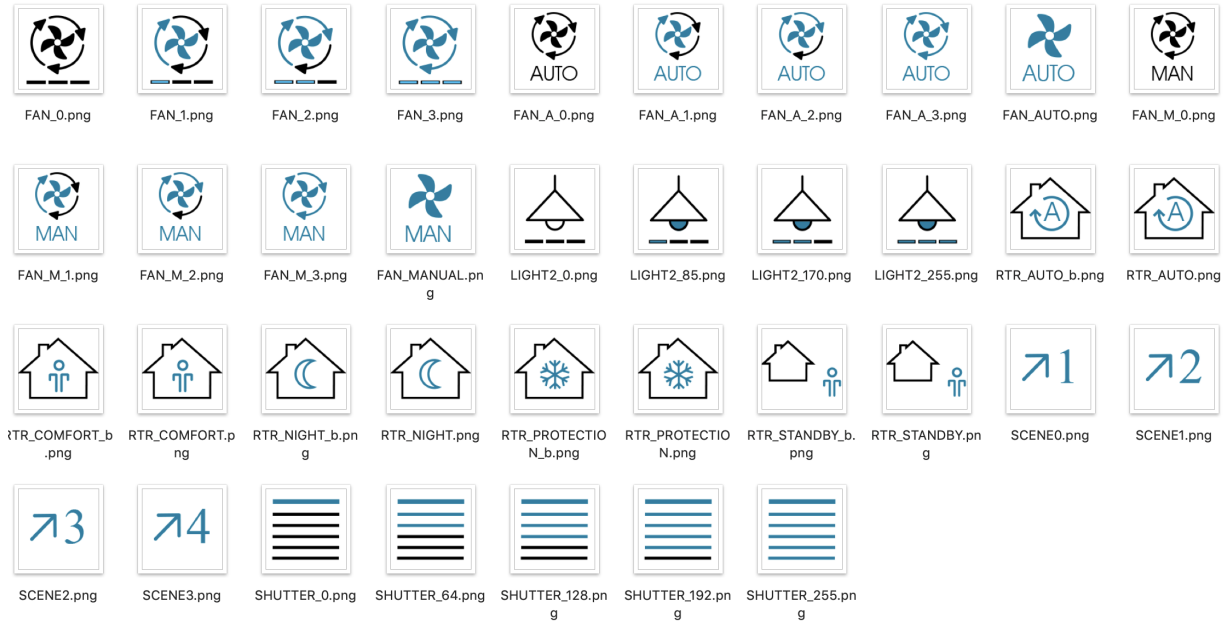 AUTO AUTO AUTO AUTO AUTO MAN
FAN_0.png FAN_1.png FAN_2.png FAN_3.png FAN_A_0.png FAN_A_1.png FAN_A_2.png FAN_A_3.png FAN_AUTO.png FAN_M_0.png
MAN MAN MAN MAN A A
FAN_M_1.png FAN_M_2.png FAN_M_3.png FAN_MANUAL.pn
g LIGHT2_0.png LIGHT2_85.png LIGHT2_170.png LIGHT2_255.png RTR_AUTO_b.png RTR_AUTO.png
1 2
RTR_COMFORT_b
.png RTR_COMFORT.p
ng RTR_NIGHT_b.pn
g RTR_NIGHT.png RTR_PROTECTIO
N_b.png RTR_PROTECTIO
N.png RTR_STANDBY_b.
png RTR_STANDBY.pn
g SCENE0.png SCENE1.png
3 4
SCENE2.png SCENE3.png SHUTTER_0.png SHUTTER_64.png SHUTTER_128.pn
g SHUTTER_192.pn
g SHUTTER_255.pn
g